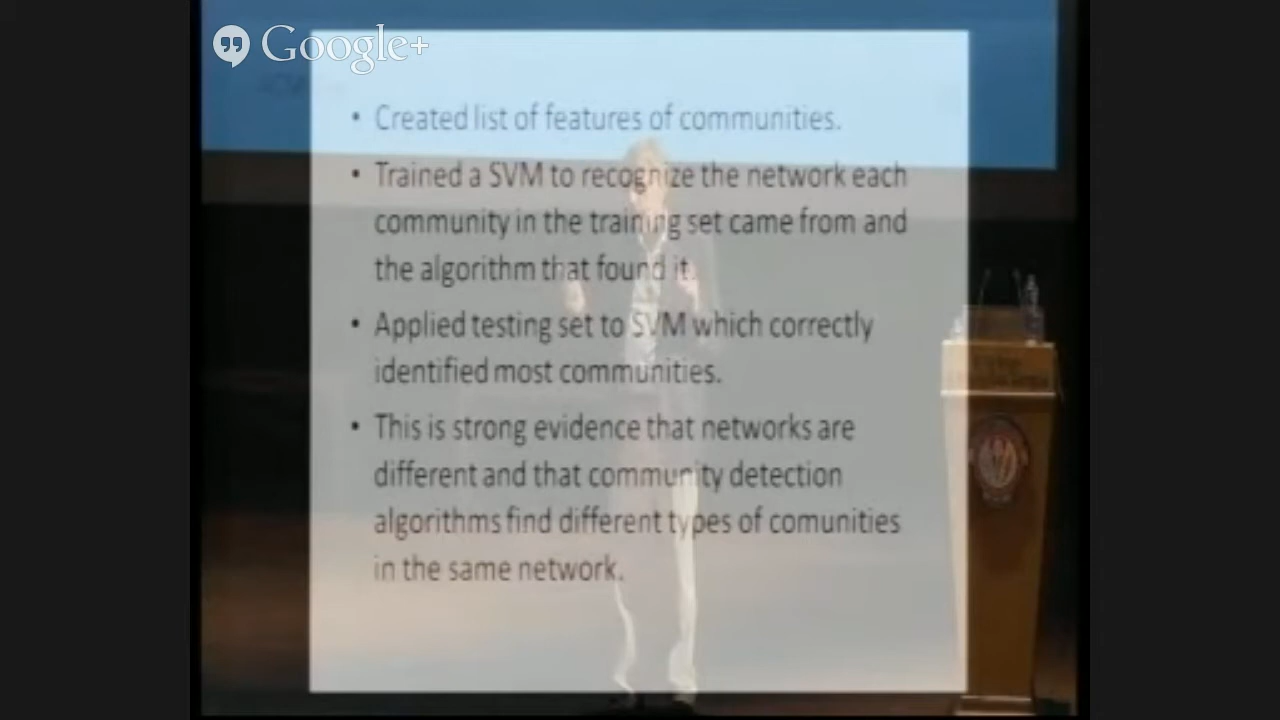 Google+
• Created list of features of communities.
• Trained a SVM to recognize the network each
community in the training set came from and
the algorithm that found it.
• Applied testing set to SVM which correctly
identified most communities.
• This is strong evidence that networks are
different and that community detection
algorithms find different types of comunities
in the same network.